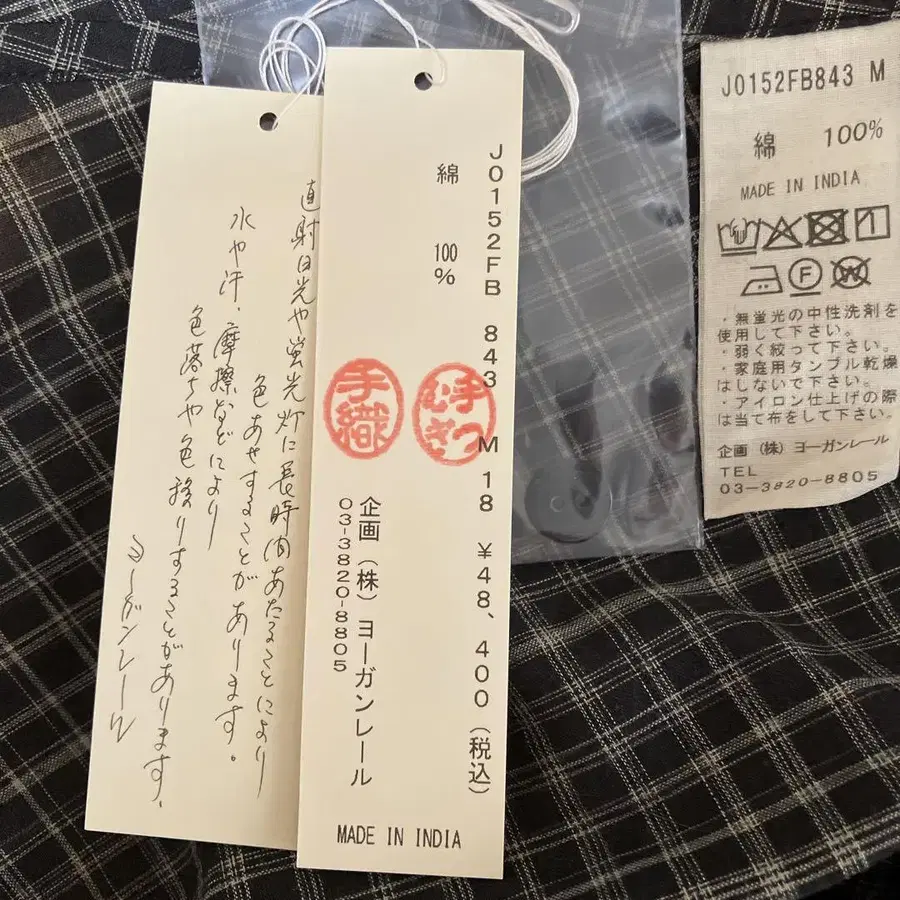 直射日光や蛍光灯に長時間あたることにより
色あせすることがあります。
水や汗、摩擦などにより
色落ちや色移りすることがあります。
ヨーガンレール
J0152FB 843 M 18 ¥48、400(税込)
綿 100%
手つむぎ
手織
企画(株)ヨーガンレール
03-3820-8805
MADE IN INDIA
J0152FB843 M
綿 100%
MADE IN INDIA
1
F
W
・無蛍光の中性洗剤を
使用して下さい。
・弱く絞って下さい。
・家庭用タンブル乾燥
はしないで下さい。
・アイロン仕上げの際
は当て布をして下さい。
企画(株)ヨーガンレール
TEL
03-3820-8805